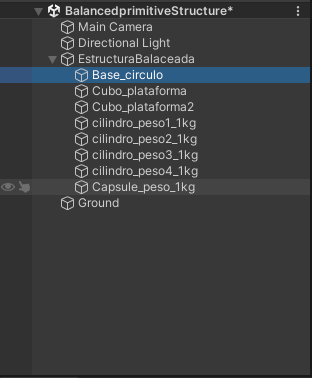 BalancedprimitiveStructure*
Main Camera
Directional Light
EstructuraBalaceada
Base_circulo
Cubo_plataforma
Cubo_plataforma2
cilindro_peso1_1kg
cilindro_peso2_1kg
cilindro_peso3_1kg
cilindro_peso4_1kg
Capsule_peso_1kg
Ground